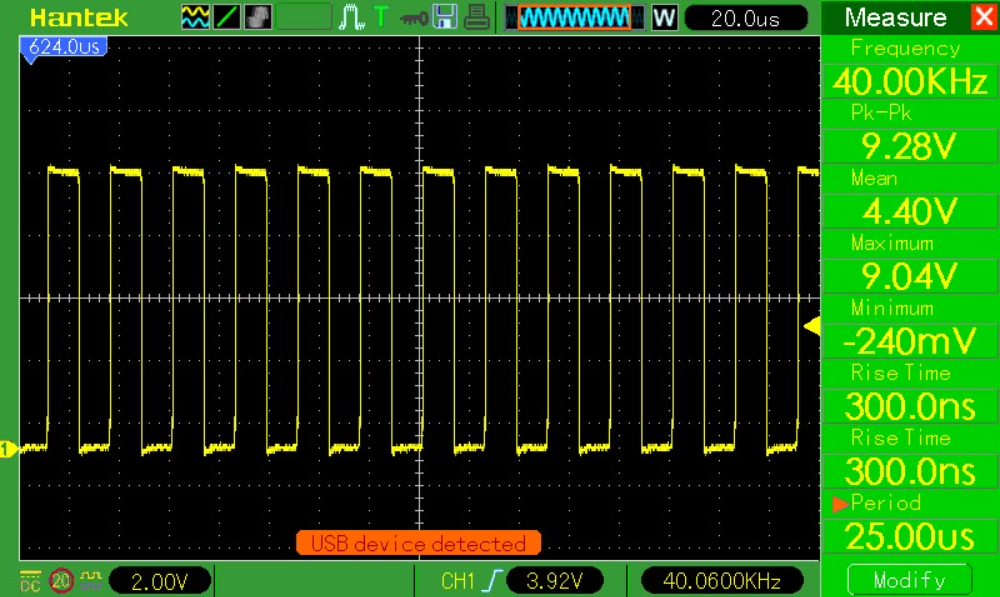 Hantek
T
W
20.0us
Measure
624.0us
Frequency
40.00KHz
Pk-Pk
9.28V
Mean
4.40V
Maximum
9.04V
Minimum
-240mV
Rise Time
300.0ns
Rise Time
300.0ns
Period
25.00us
1
USB device detected
DC
20
2.00V
CH1
3.92V
40.0600KHz
Modify